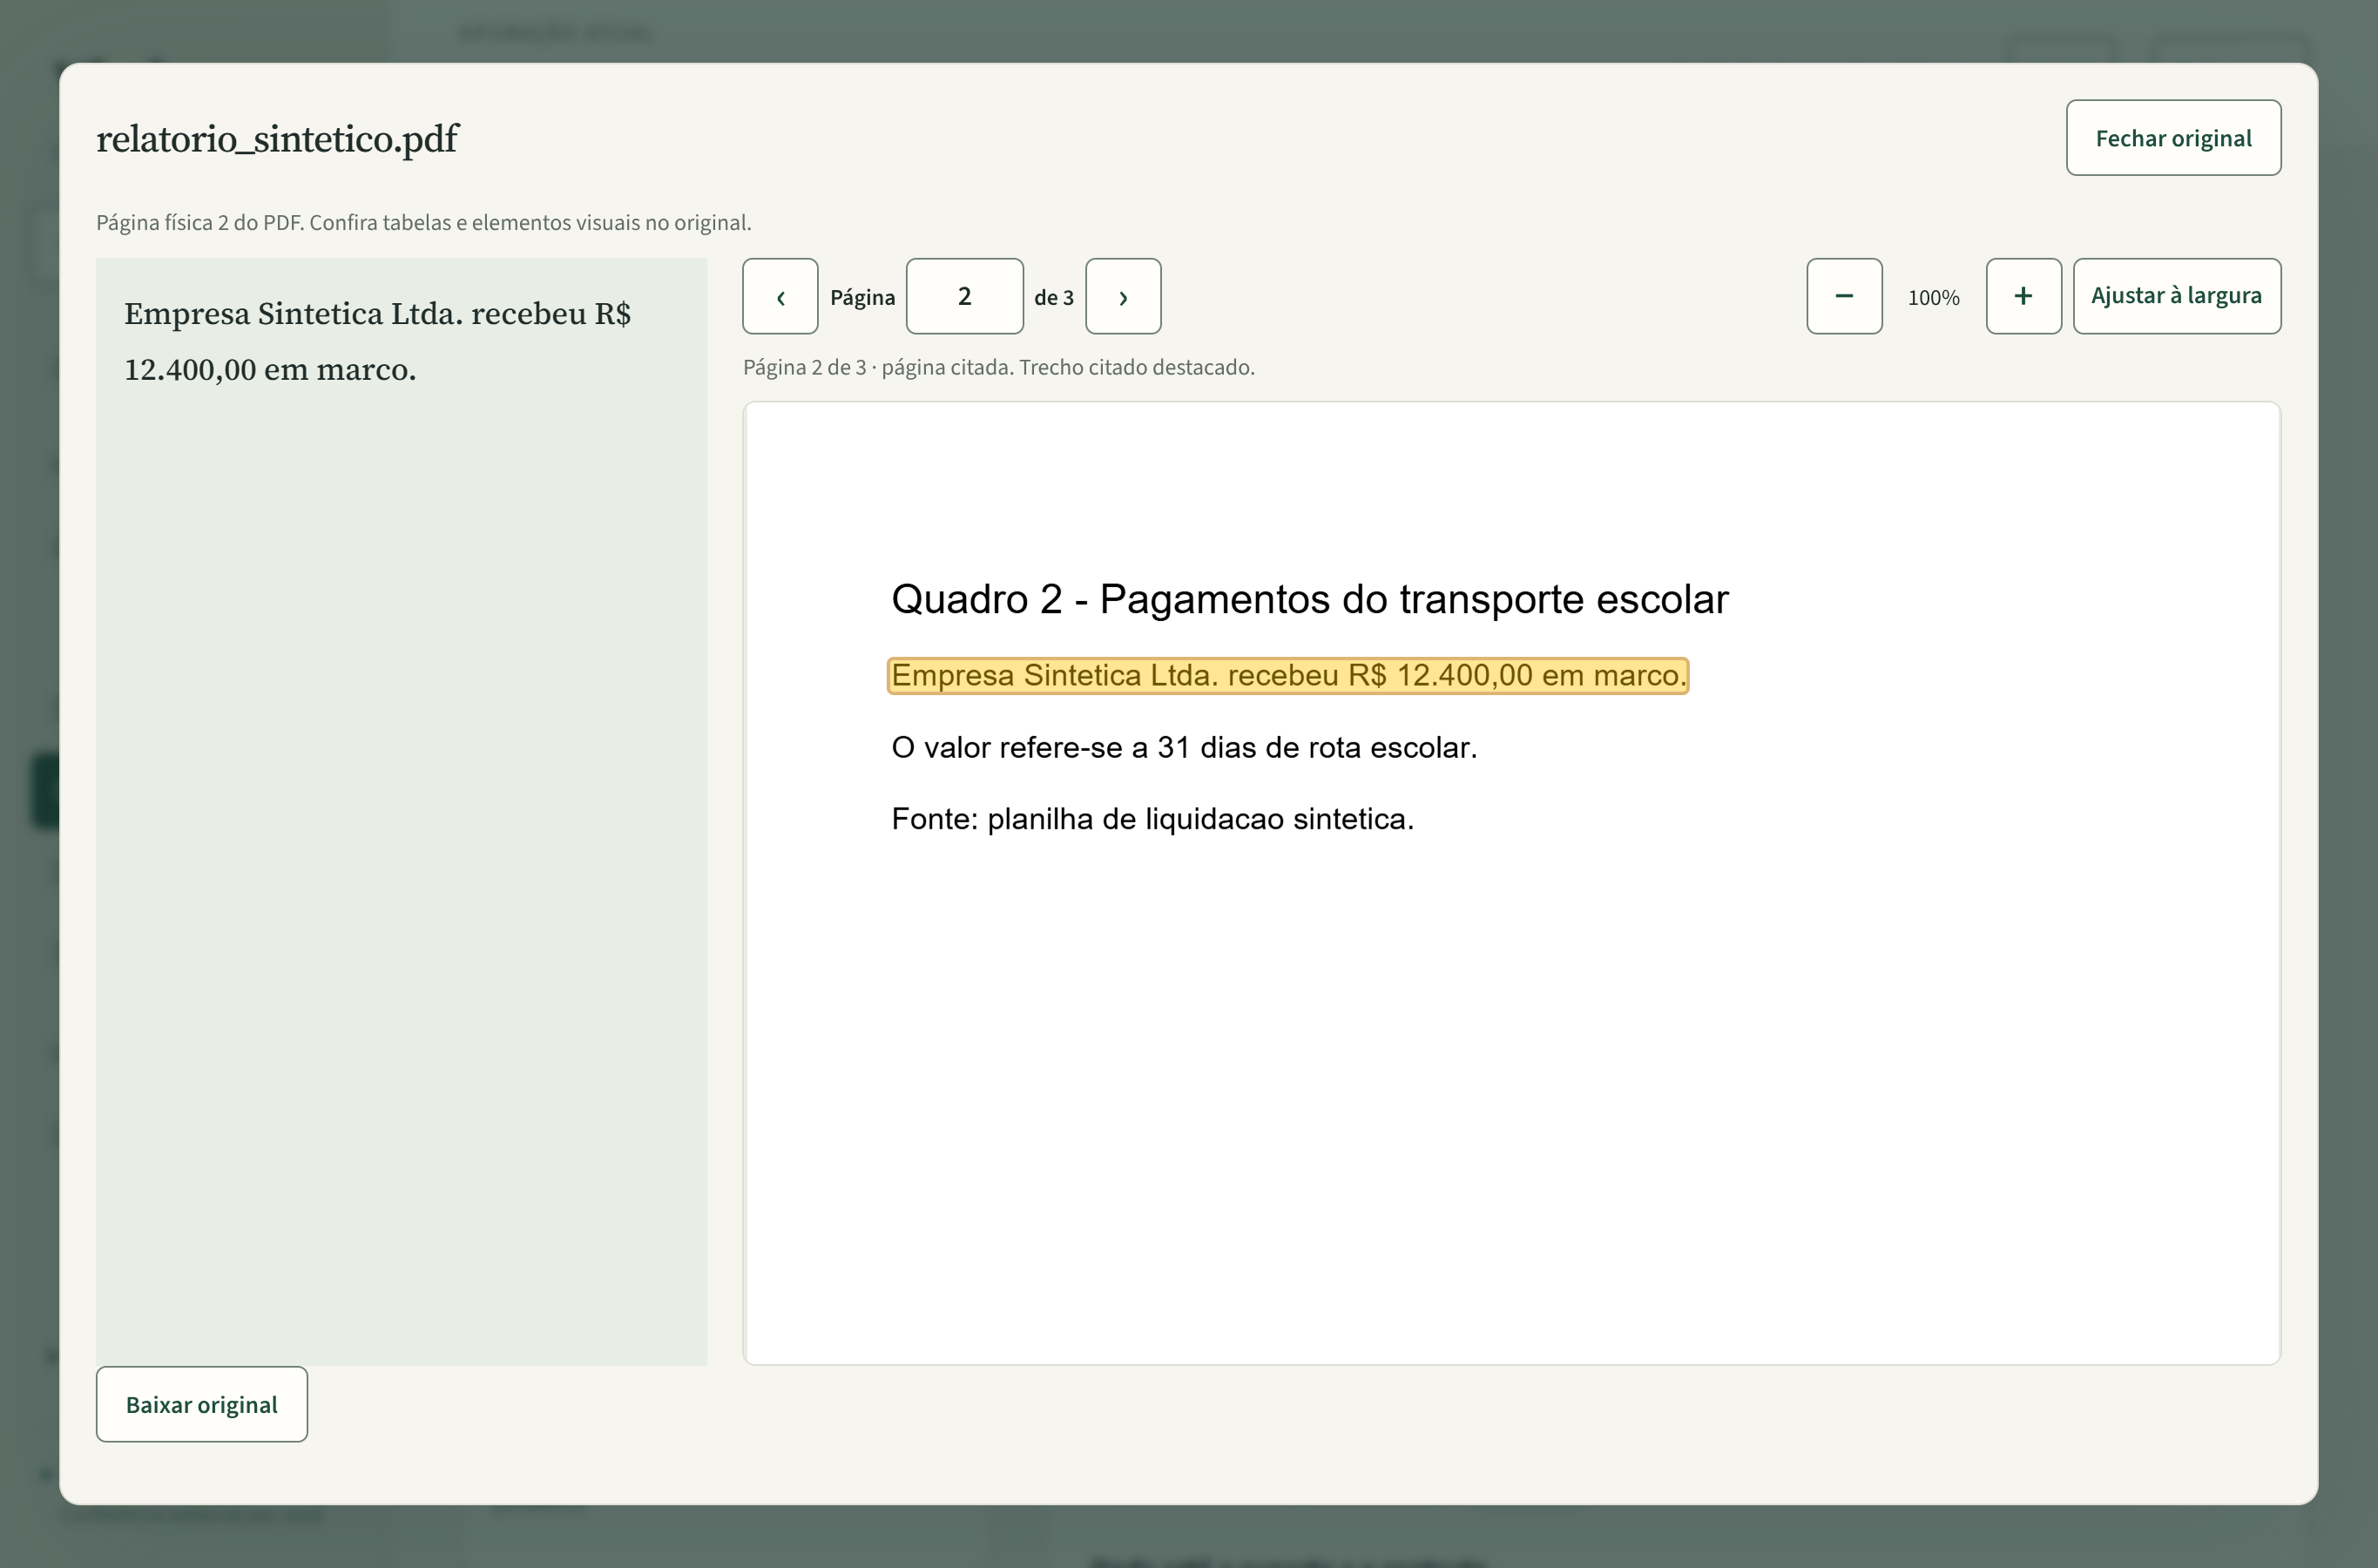 relatorio_sintetico.pdf
Fechar original
Página física 2 do PDF. Confira tabelas e elementos visuais no original.
Empresa Sintetica Ltda. recebeu R$
12.400,00 em marco.
‹ Página 2 de 3 ›
− 100% + Ajustar à largura
Página 2 de 3 · página citada. Trecho citado destacado.
Quadro 2 - Pagamentos do transporte escolar
Empresa Sintetica Ltda. recebeu R$ 12.400,00 em marco.
O valor refere-se a 31 dias de rota escolar.
Fonte: planilha de liquidacao sintetica.
Baixar original